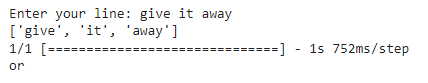 Enter your line: give it away
['give', 'it', 'away']
1/1 [==============================] - 1s 752ms/step
or